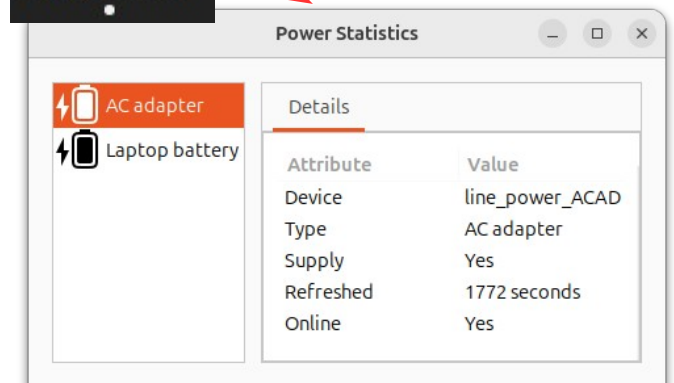 Power Statistics
AC adapter
Laptop battery
Details
Attribute Value
Device line_power_ACAD
Type AC adapter
Supply Yes
Refreshed 1772 seconds
Online Yes